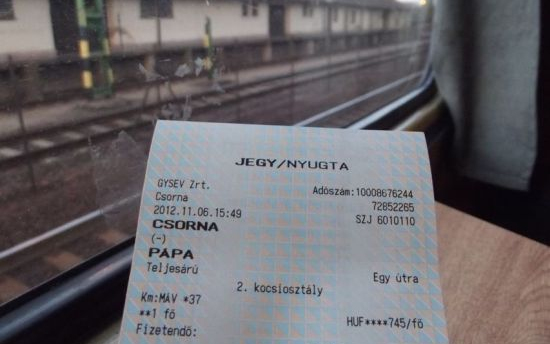 JEGY/NYUGTA
GYSEV Zrt. Adószám:10008676244
Csorna 72852265
2012.11.06.15:49 SZJ 6010110
CSORNA
(-)
PÁPA
Teljesárú Egy útra
2. kocsiosztály
Km:MÁV *37
**1 fő HUF****745/fő
Fizetendő: